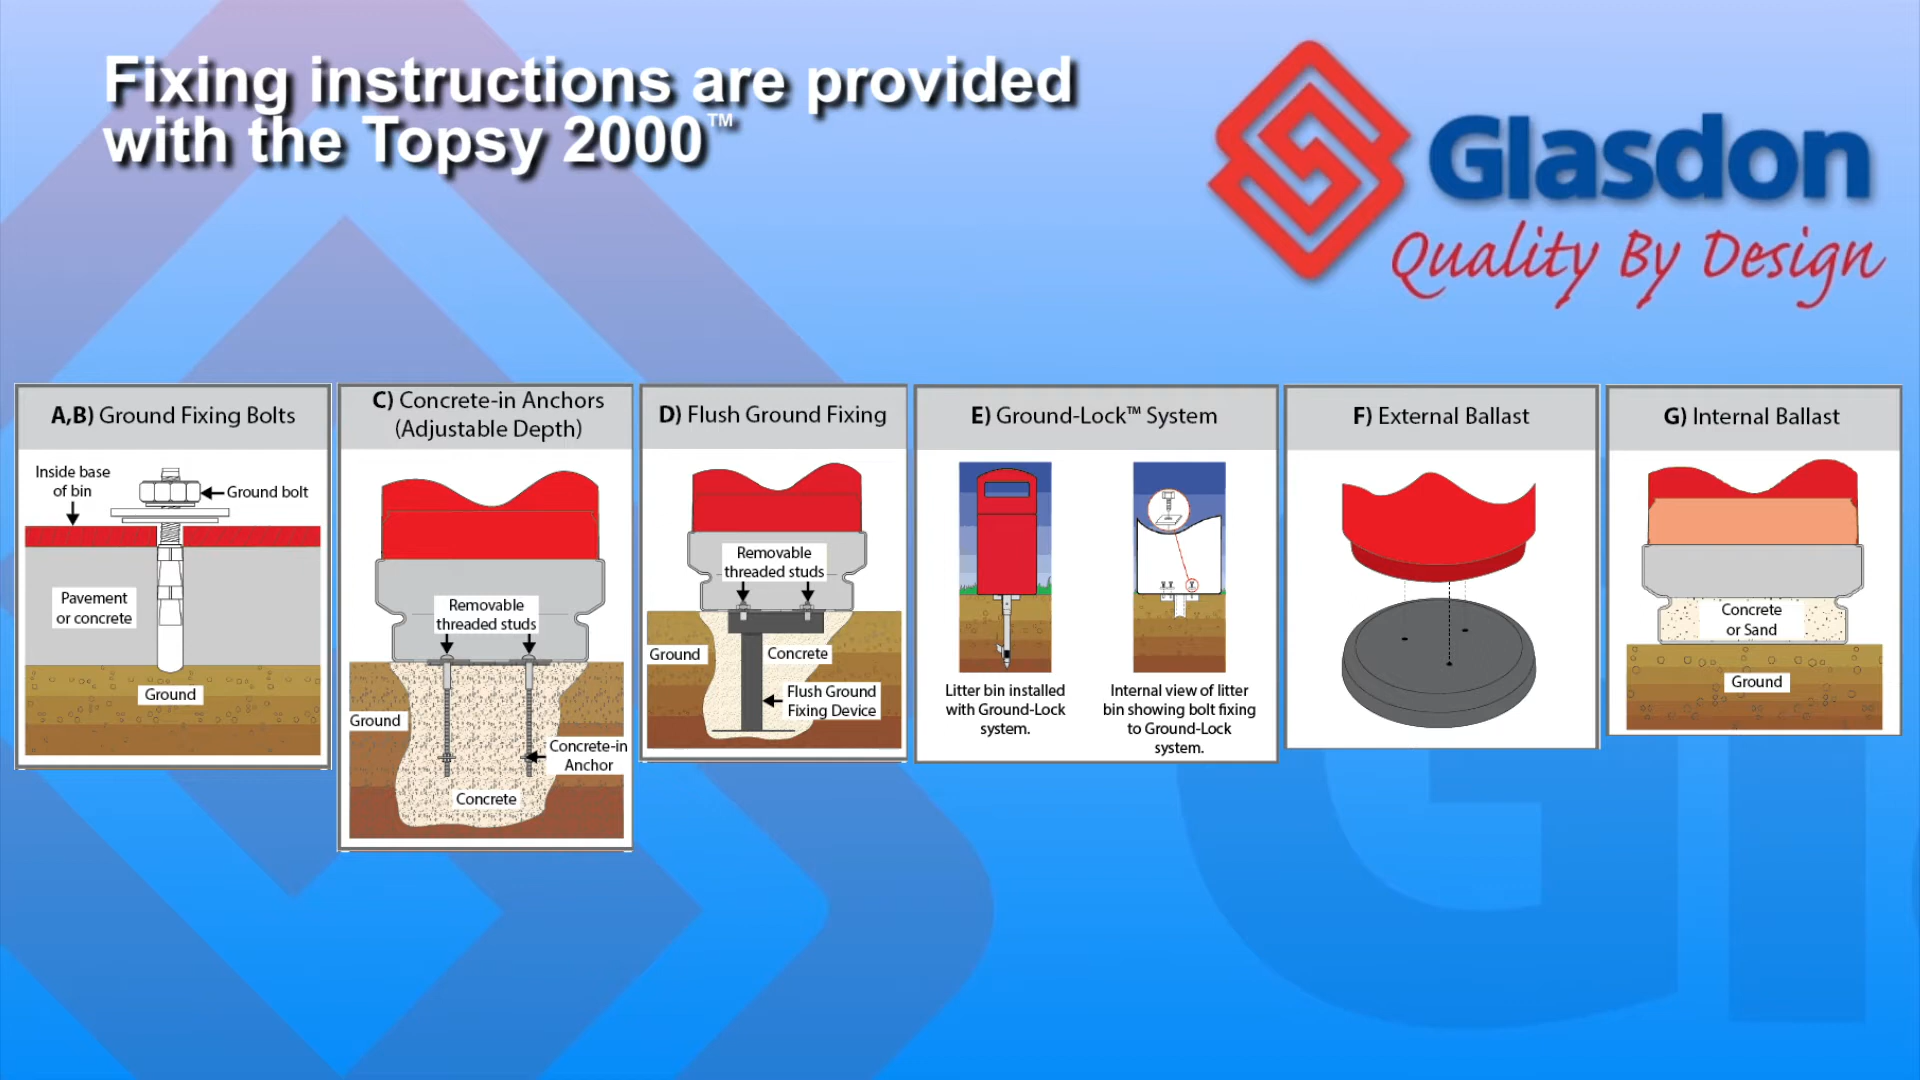 Fixing instructions are provided
with the Topsy 2000™
Glasdon
Quality By Design
A,B) Ground Fixing Bolts
Inside base
of bin
Ground bolt
Pavement
or concrete
Ground
C) Concrete-in Anchors
(Adjustable Depth)
Removable
threaded studs
Ground
Concrete-in
Anchor
Concrete
D) Flush Ground Fixing
Removable
threaded studs
Ground
Concrete
Flush Ground
Fixing Device
E) Ground-Lock™ System
Litter bin installed
with Ground-Lock
system.
Internal view of litter
bin showing bolt fixing
to Ground-Lock
system.
F) External Ballast
G) Internal Ballast
Concrete
or Sand
Ground